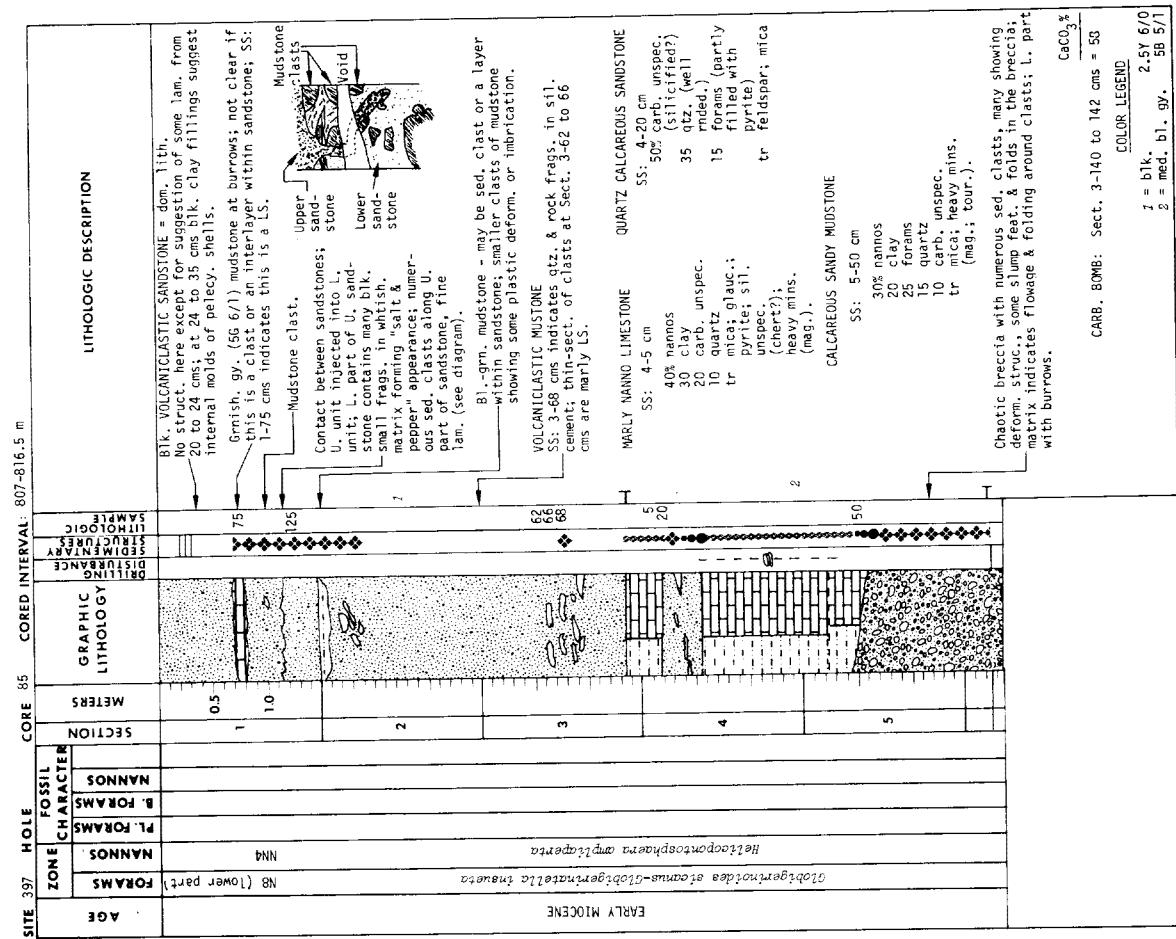 SITE 397 HOLE CORE 85 CORED INTERVAL: 807-816.5 m
AGE
ZONE
FORAMS
NANNOS
FOSSIL CHARACTER
PL. FORAMS
B. FORAMS
NANNOS
SECTION
METERS
GRAPHIC LITHOLOGY
DRILLING DISTURBANCE
SEDIMENTARY STRUCTURES
LITHOLOGIC SAMPLE
LITHOLOGIC DESCRIPTION
EARLY MIOCENE
N8 (lower part)
Globigerinoides sicanus-Globigerinatella insueta
NN4
Helicopontosphaera ampliaperta
1
2
3
4
5
0.5
1.0
75
125
62
66
68
5
20
50
1
2
Blk. VOLCANICLASTIC SANDSTONE = dom. lith.
No struct. here except for suggestion of some lam. from
20 to 24 cms; at 24 to 35 cms blk. clay fillings suggest
internal molds of pelecy. shells.
Grnish. gy. (5G 6/1) mudstone at burrows; not clear if
this is a clast or an interlayer within sandstone; SS:
1-75 cms indicates this is a LS.
Mudstone clast.
Contact between sandstones;
U. unit injected into L.
unit; L. part of U. sand-
stone contains many blk.
small frags. in whtish.
matrix forming "salt &
pepper" appearance; numer-
ous sed. clasts along U.
part of sandstone, fine
lam. (see diagram).
Upper
sand-
stone
Lower
sand-
stone
Mudstone
clasts
Void
Bl.-grn. mudstone - may be sed. clast or a layer
within sandstone; smaller clasts of mudstone
showing some plastic deform. or imbrication.
VOLCANICLASTIC MUSTONE
SS: 3-68 cms indicates qtz. & rock frags. in sil.
cement; thin-sect. of clasts at Sect. 3-62 to 66
cms are marly LS.
MARLY NANNO LIMESTONE
SS: 4-5 cm
40% nannos
30 clay
20 carb. unspec.
10 quartz
tr mica; glauc.;
pyrite; sil.
unspec.
(chert?);
heavy mins.
(mag.).
QUARTZ CALCAREOUS SANDSTONE
SS: 4-20 cm
50% carb. unspec.
(silicified?)
35 qtz. (well
rnded.)
15 forams (partly
filled with
pyrite)
tr feldspar; mica
CALCAREOUS SANDY MUDSTONE
SS: 5-50 cm
30% nannos
20 clay
25 forams
15 quartz
10 carb. unspec.
tr mica; heavy mins.
(mag.; tour.).
Chaotic breccia with numerous sed. clasts, many showing
deform. struc., some slump feat. & folds in the breccia;
matrix indicates flowage & folding around clasts; L. part
with burrows.
CaCO3%
CARB. BOMB: Sect. 3-140 to 142 cms = 53
COLOR LEGEND
1 = blk. 2.5Y 6/0
2 = med. bl. gy. 5B 5/1